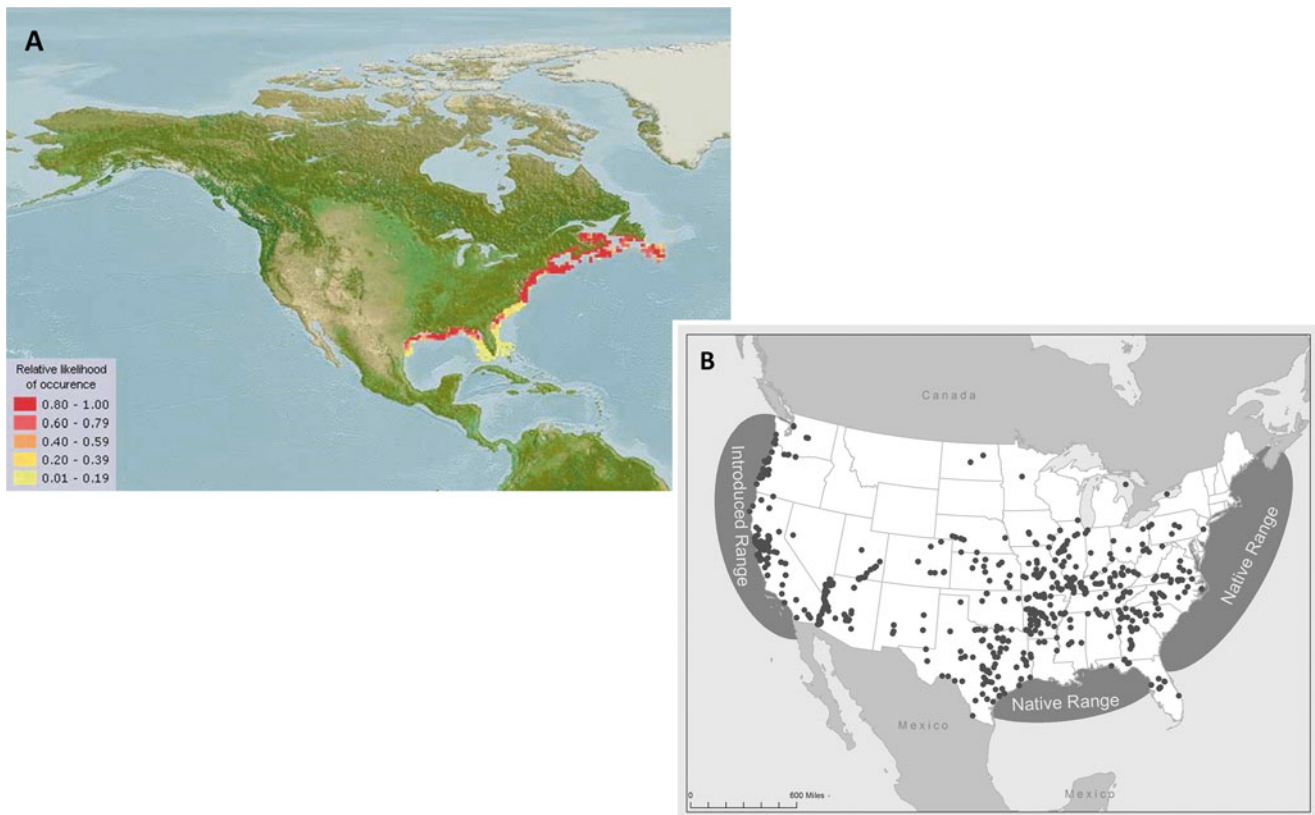 A
Relative likelihood
of occurence
0.80 - 1.00
0.60 - 0.79
0.40 - 0.59
0.20 - 0.39
0.01 - 0.19
B
Canada
Introduced Range
Native Range
Native Range
Mexico
Mexico
0
600 Miles